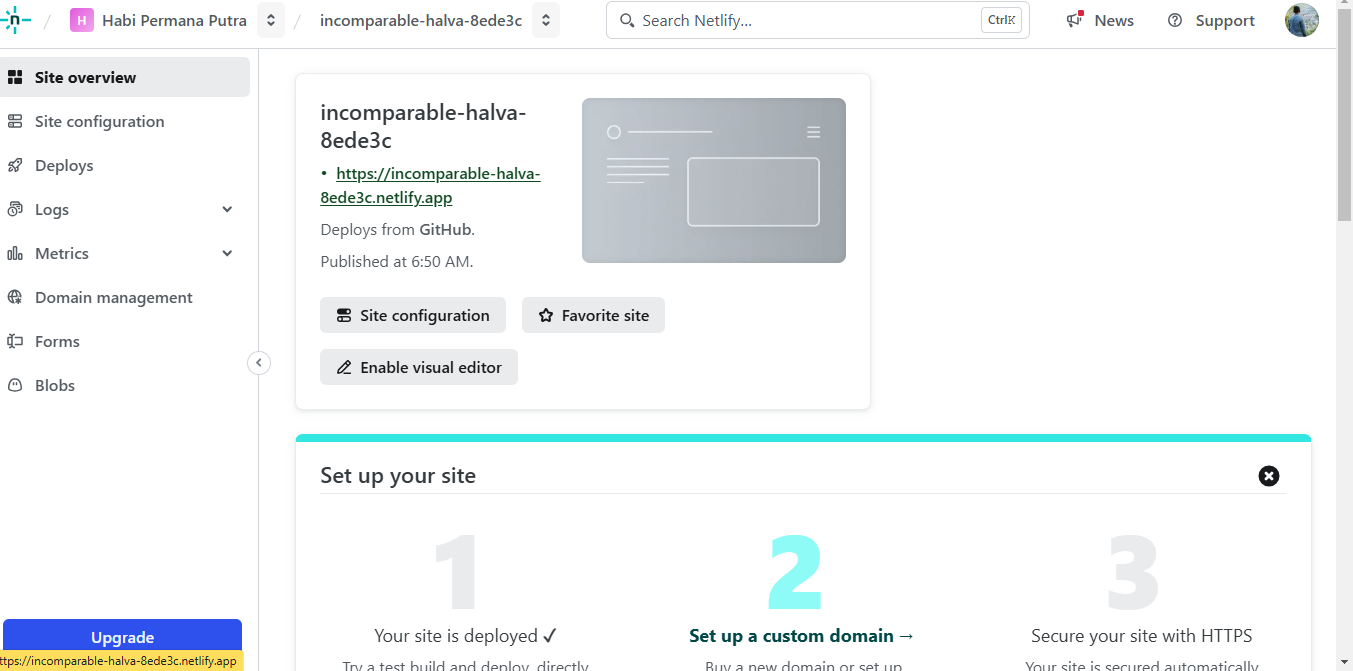 H Habi Permana Putra
incomparable-halva-8ede3c
Search Netlify...
CtrlK
News
Support
Site overview
Site configuration
Deploys
Logs
Metrics
Domain management
Forms
Blobs
Upgrade
ttps://incomparable-halva-8ede3c.netlify.app
incomparable-halva-
8ede3c
• https://incomparable-halva-
8ede3c.netlify.app
Deploys from GitHub.
Published at 6:50 AM.
Site configuration
Favorite site
Enable visual editor
Set up your site
1
Your site is deployed ✓
Try a test build and deploy, directly
2
Set up a custom domain →
Buy a new domain or set up
3
Secure your site with HTTPS
Your site is secured automatically